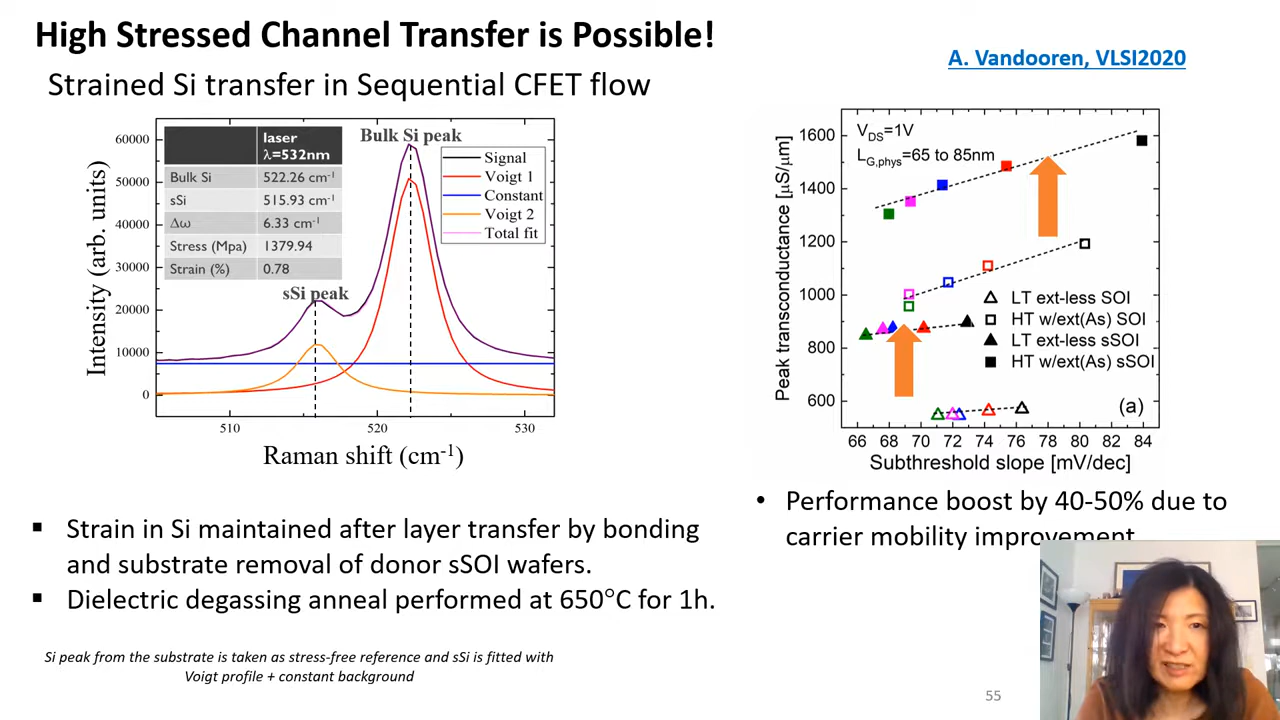 High Stressed Channel Transfer is Possible!
A. Vandooren, VLSI2020
Strained Si transfer in Sequential CFET flow
laser
λ=532nm
Bulk Si 522.26 cm-1
sSi 515.93 cm-1
Δω 6.33 cm-1
Stress (Mpa) 1379.94
Strain (%) 0.78
Bulk Si peak
sSi peak
Signal
Voigt 1
Constant
Voigt 2
Total fit
60000
50000
40000
30000
20000
10000
0
Intensity (arb. units)
510 520 530
Raman shift (cm-1)
VDS=1V
LG,phys=65 to 85nm
1600
1400
1200
1000
800
600
Peak transconductance [µS/µm]
LT ext-less SOI
HT w/ext(As) SOI
LT ext-less sSOI
HT w/ext(As) sSOI
(a)
66 68 70 72 74 76 78 80 82 84
Subthreshold slope [mV/dec]
▪ Strain in Si maintained after layer transfer by bonding
and substrate removal of donor sSOI wafers.
▪ Dielectric degassing anneal performed at 650°C for 1h.
• Performance boost by 40-50% due to
carrier mobility improvement
Si peak from the substrate is taken as stress-free reference and sSi is fitted with
Voigt profile + constant background
55